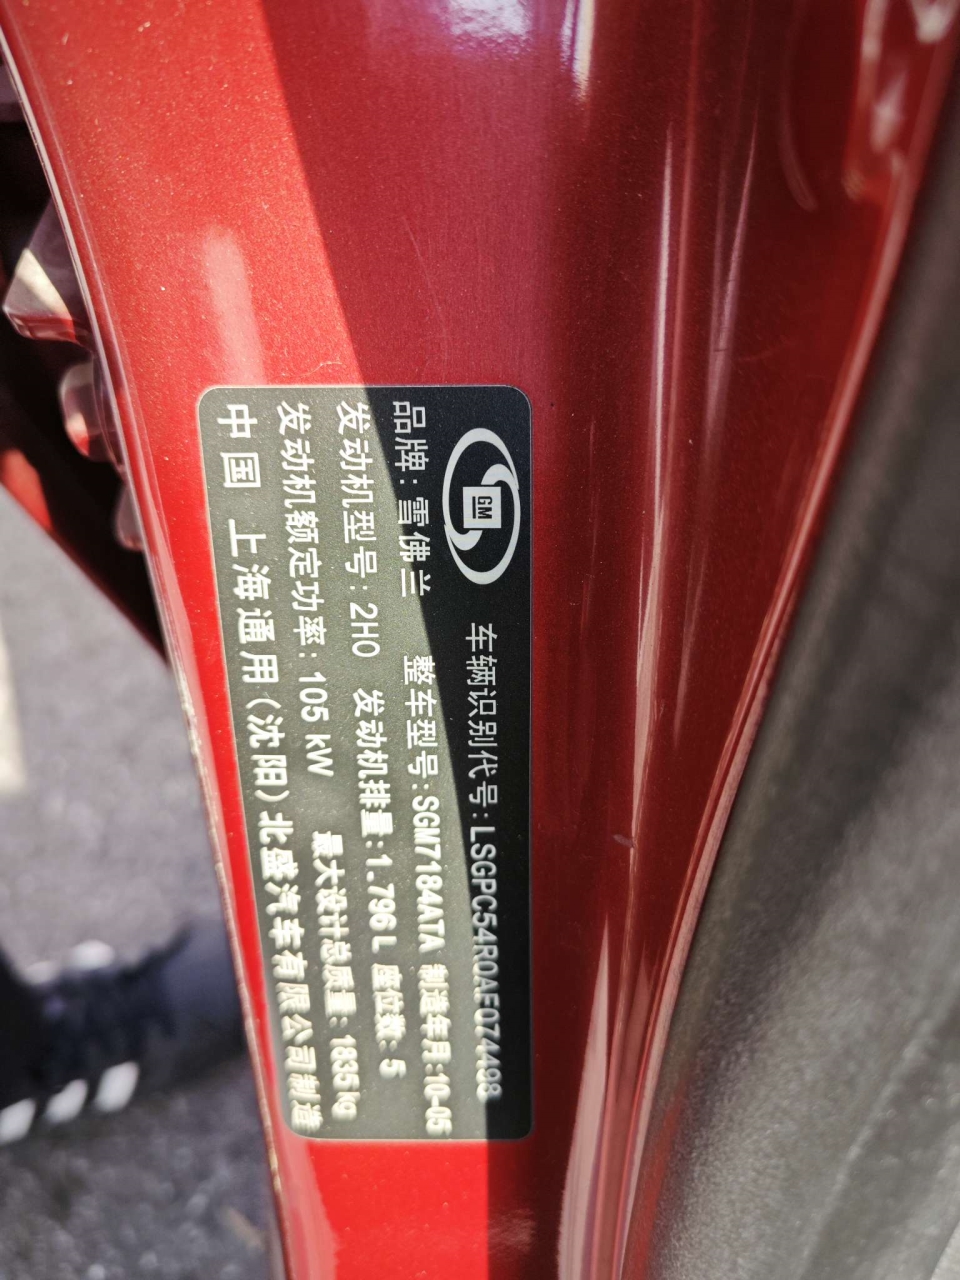 GM
车辆识别代号:LSGPC54R0AF074498
品牌:雪佛兰 整车型号:SGM7184ATA 制造年月:10-05
发动机型号:2H0 发动机排量:1.796L 座位数:5
发动机额定功率:105 kW 最大设计总质量:1835kg
中国 上海通用(沈阳)北盛汽车有限公司制造